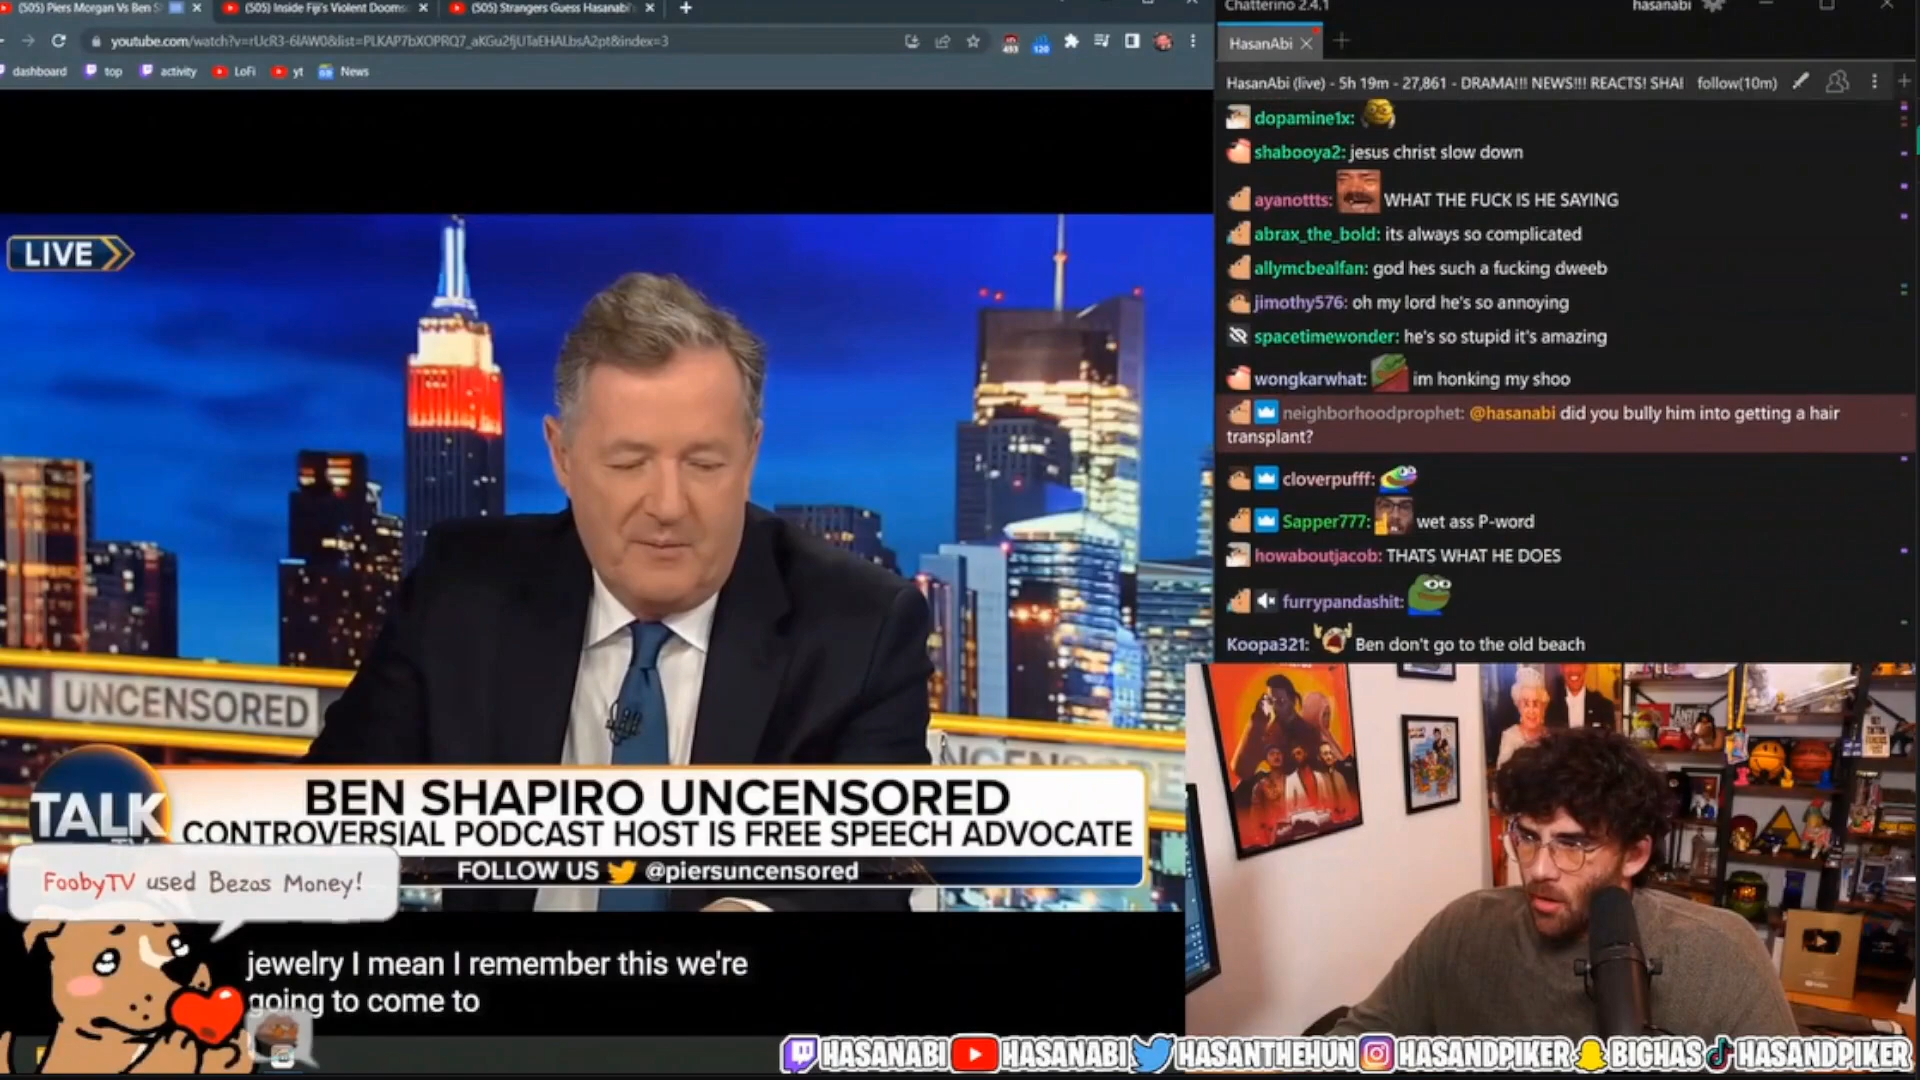 (505) Piers Morgan Vs Ben S
(505) Inside Fiji's Violent Dooms
(505) Strangers Guess Hasanabi's
youtube.com/watch?v=rUcR3-6lAW0&list=PLKAP7bXOPRQ7_aKGu2fjUTaEHALbsA2pt&index=3
493
120
dashboard
top
activity
LoFi
yt
News
LIVE
AN UNCENSORED
NCENSORE
TALK
BEN SHAPIRO UNCENSORED
CONTROVERSIAL PODCAST HOST IS FREE SPEECH ADVOCATE
FOLLOW US @piersuncensored
FoobyTV used Bezos Money!
jewelry I mean I remember this we're
going to come to
Chatterino 2.4.1
hasanabi
HasanAbi
HasanAbi (live) - 5h 19m - 27,861 - DRAMA!!! NEWS!!! REACTS! SHAI
follow(10m)
dopamine1x:
shabooya2: jesus christ slow down
ayanottts: WHAT THE FUCK IS HE SAYING
abrax_the_bold: its always so complicated
allymcbealfan: god hes such a fucking dweeb
jimothy576: oh my lord he's so annoying
spacetimewonder: he's so stupid it's amazing
wongkarwhat: im honking my shoo
neighborhoodprophet: @hasanabi did you bully him into getting a hair
transplant?
cloverpufff:
Sapper777: wet ass P-word
howaboutjacob: THATS WHAT HE DOES
furrypandashit:
Koopa321: Ben don't go to the old beach
HASANABI HASANABI HASANTHEHUN HASANDPIKER BIGHAS HASANDPIKER